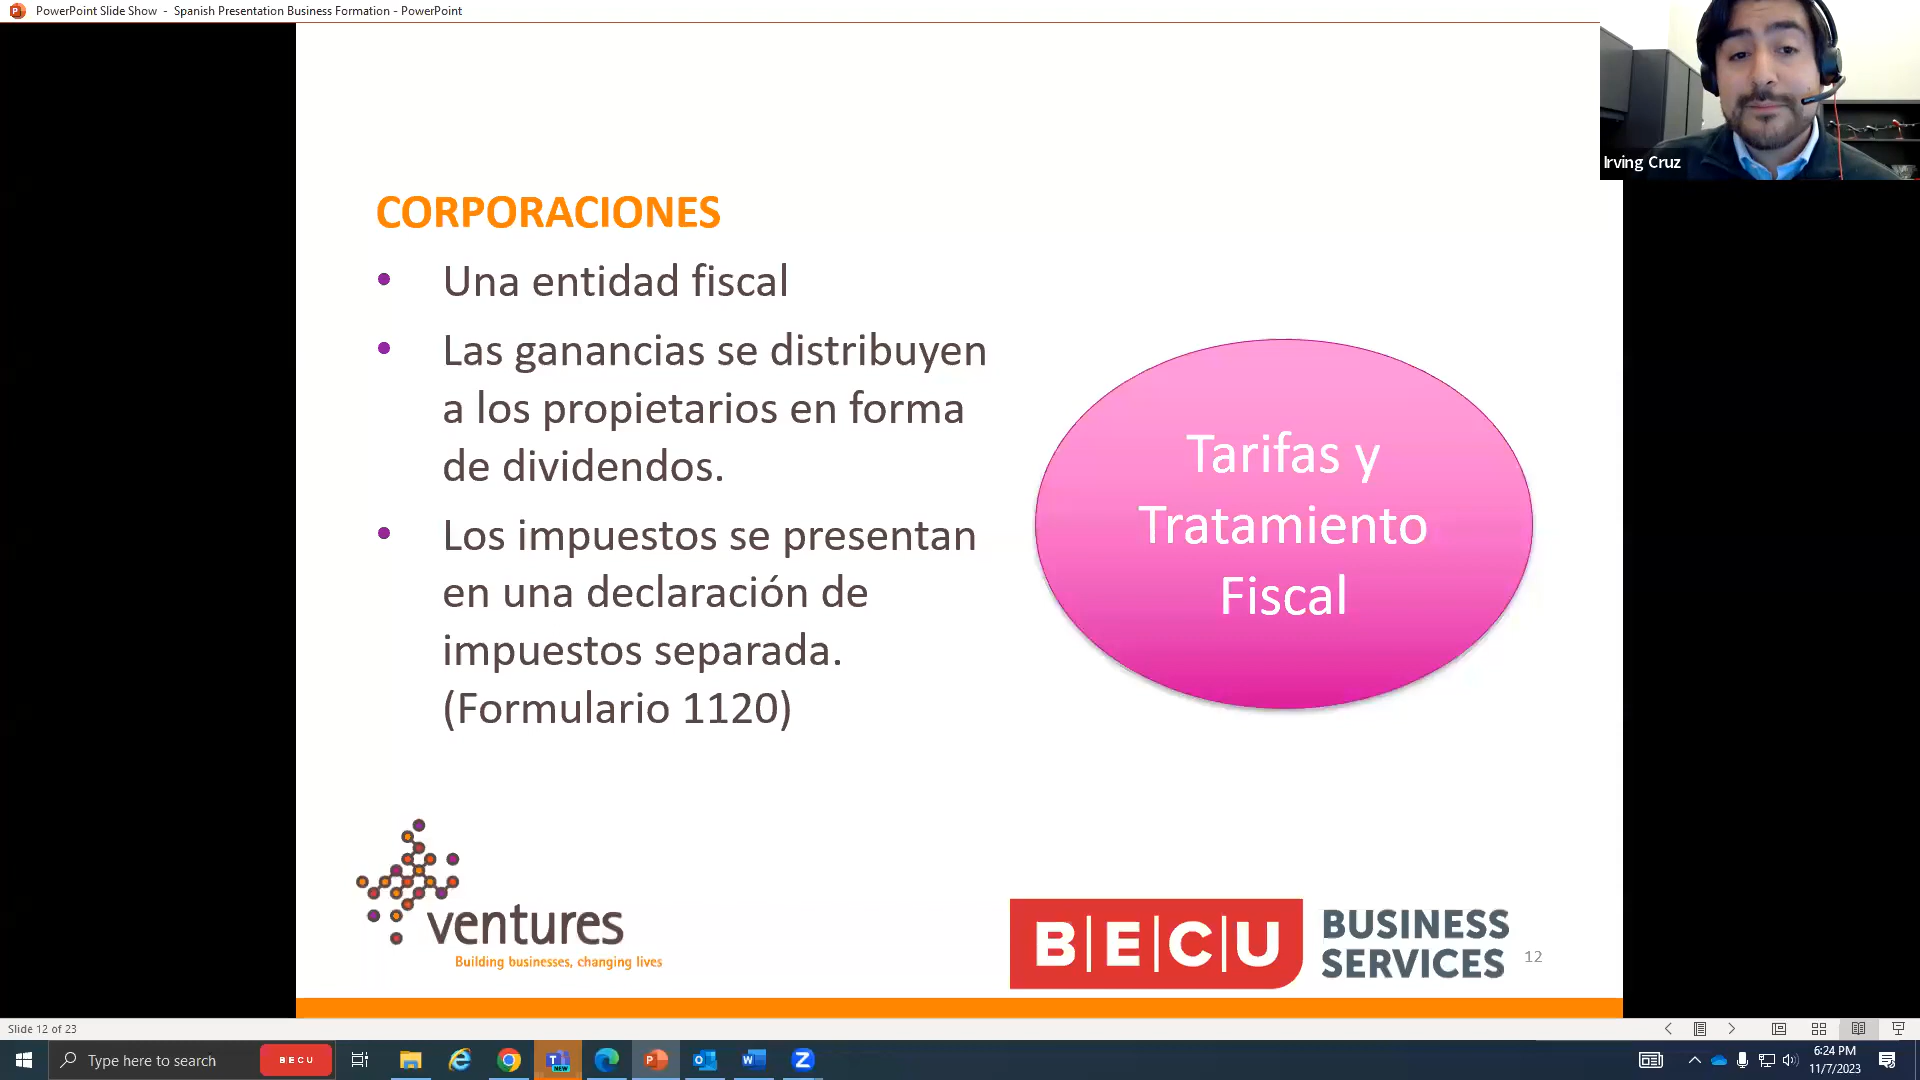 PowerPoint Slide Show - Spanish Presentation Business Formation - PowerPoint
Irving Cruz
CORPORACIONES
• Una entidad fiscal
• Las ganancias se distribuyen
a los propietarios en forma
de dividendos.
• Los impuestos se presentan
en una declaración de
impuestos separada.
(Formulario 1120)
Tarifas y
Tratamiento
Fiscal
ventures
Building businesses, changing lives
B|E|C|U
BUSINESS
SERVICES
12
Slide 12 of 23
Type here to search
BECU
NEW
6:24 PM
11/7/2023